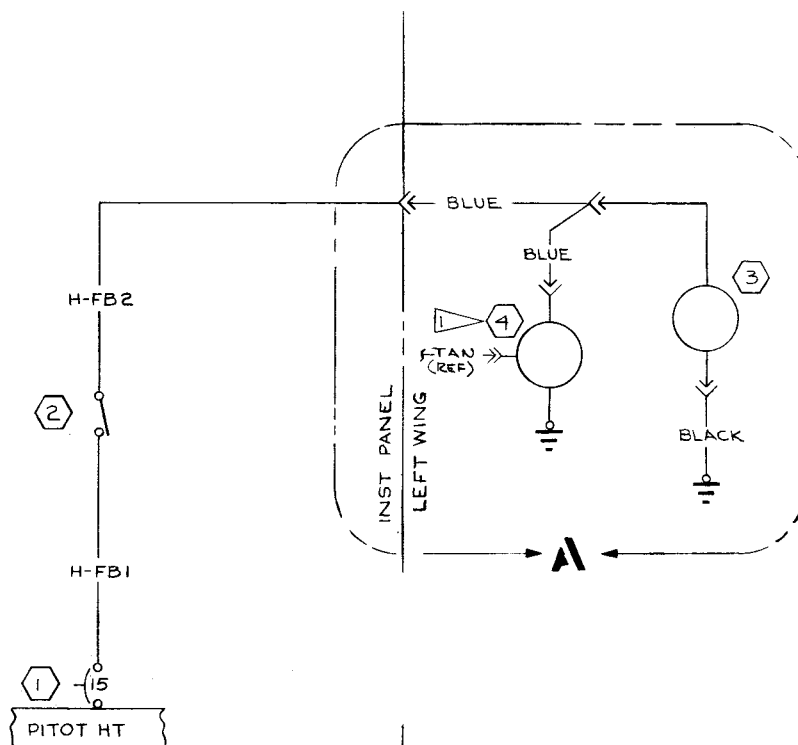 BLUE
BLUE
H-FB2
3
1
4
TAN
(REF)
2
BLACK
INST PANEL
LEFT WING
A
H-FB1
1
15
PITOT HT